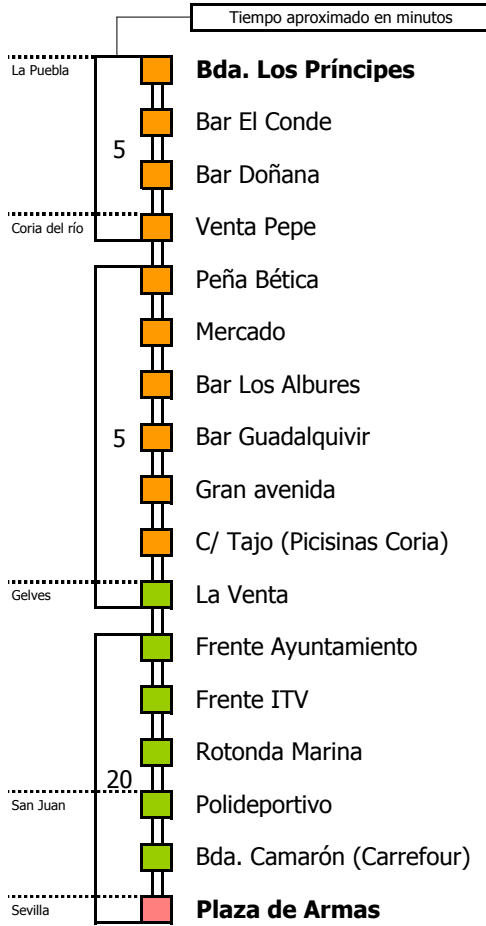 Tiempo aproximado en minutos
La Puebla
Bda. Los Príncipes
Bar El Conde
5
Bar Doñana
Coria del río
Venta Pepe
Peña Bética
Mercado
Bar Los Albures
5
Bar Guadalquivir
Gran avenida
C/ Tajo (Picisinas Coria)
Gelves
La Venta
Frente Ayuntamiento
Frente ITV
Rotonda Marina
20
San Juan
Polideportivo
Bda. Camarón (Carrefour)
Sevilla
Plaza de Armas